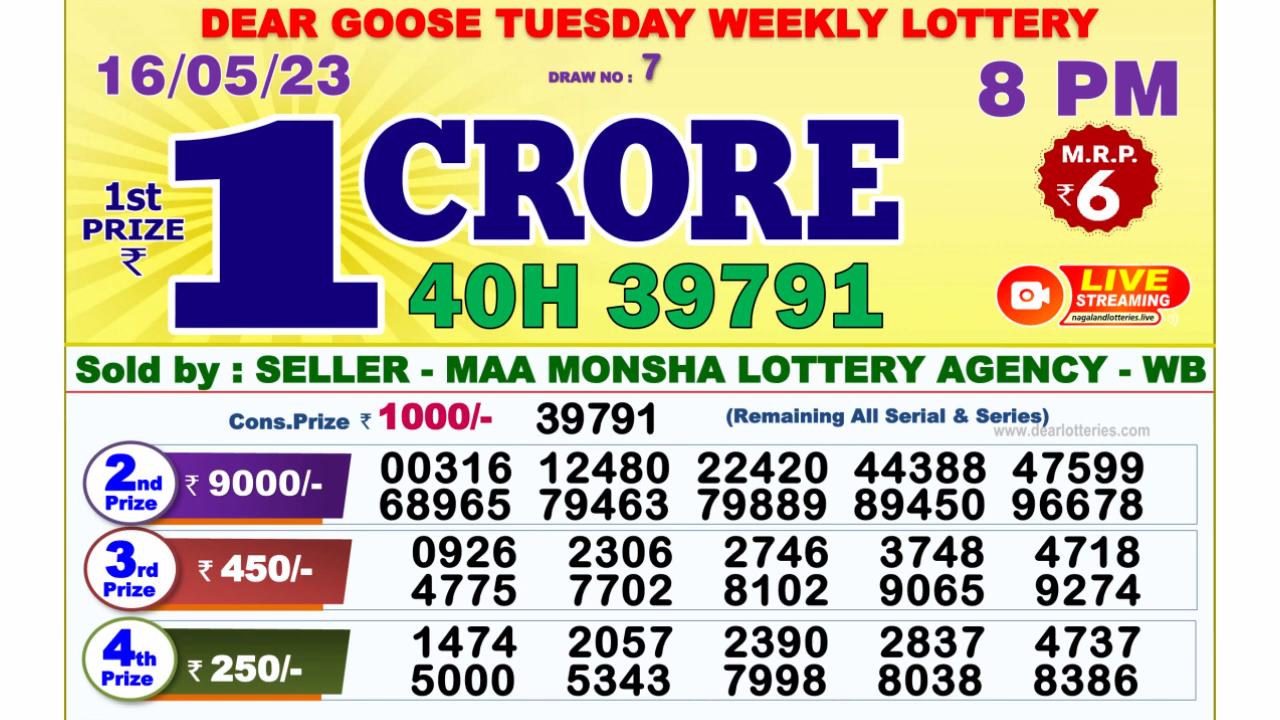 DEAR GOOSE TUESDAY WEEKLY LOTTERY
16/05/23
DRAW NO : 7
8 PM
1st
PRIZE
₹
1 CRORE
M.R.P.
₹ 6
40H 39791
LIVE
STREAMING
nagalandlotteries.live
Sold by : SELLER - MAA MONSHA LOTTERY AGENCY - WB
Cons.Prize ₹ 1000/- 39791 (Remaining All Serial & Series)
www.dearlotteries.com
2nd
Prize
₹ 9000/-
00316 12480 22420 44388 47599
68965 79463 79889 89450 96678
3rd
Prize
₹ 450/-
0926 2306 2746 3748 4718
4775 7702 8102 9065 9274
4th
Prize
₹ 250/-
1474 2057 2390 2837 4737
5000 5343 7998 8038 8386